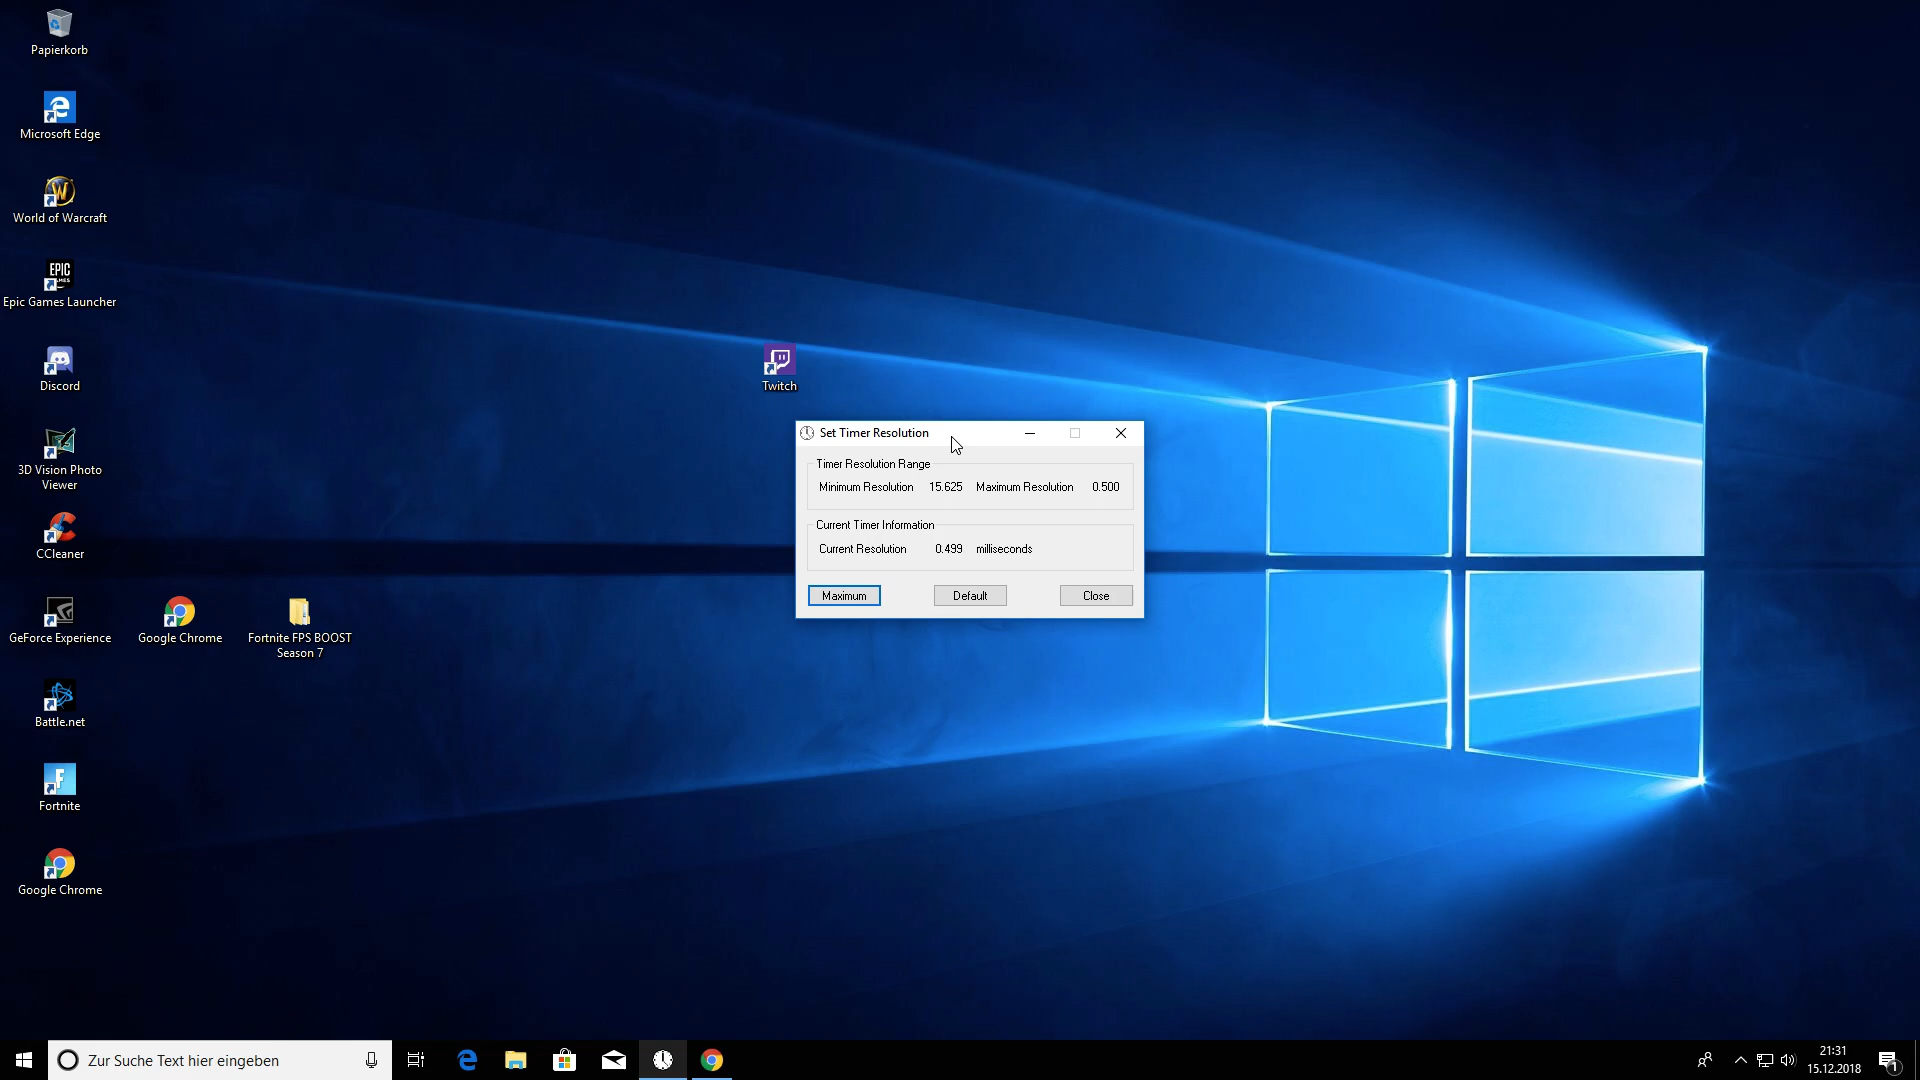 Papierkorb
Microsoft Edge
World of Warcraft
EPIC
GAMES
Epic Games Launcher
Discord
Twitch
3D Vision Photo
Viewer
CCleaner
GeForce Experience
Google Chrome
Fortnite FPS BOOST
Season 7
Battle.net
Fortnite
Google Chrome
Set Timer Resolution
Timer Resolution Range
Minimum Resolution 15.625 Maximum Resolution 0.500
Current Timer Information
Current Resolution 0.499 milliseconds
Maximum Default Close
Zur Suche Text hier eingeben
21:31
15.12.2018
1